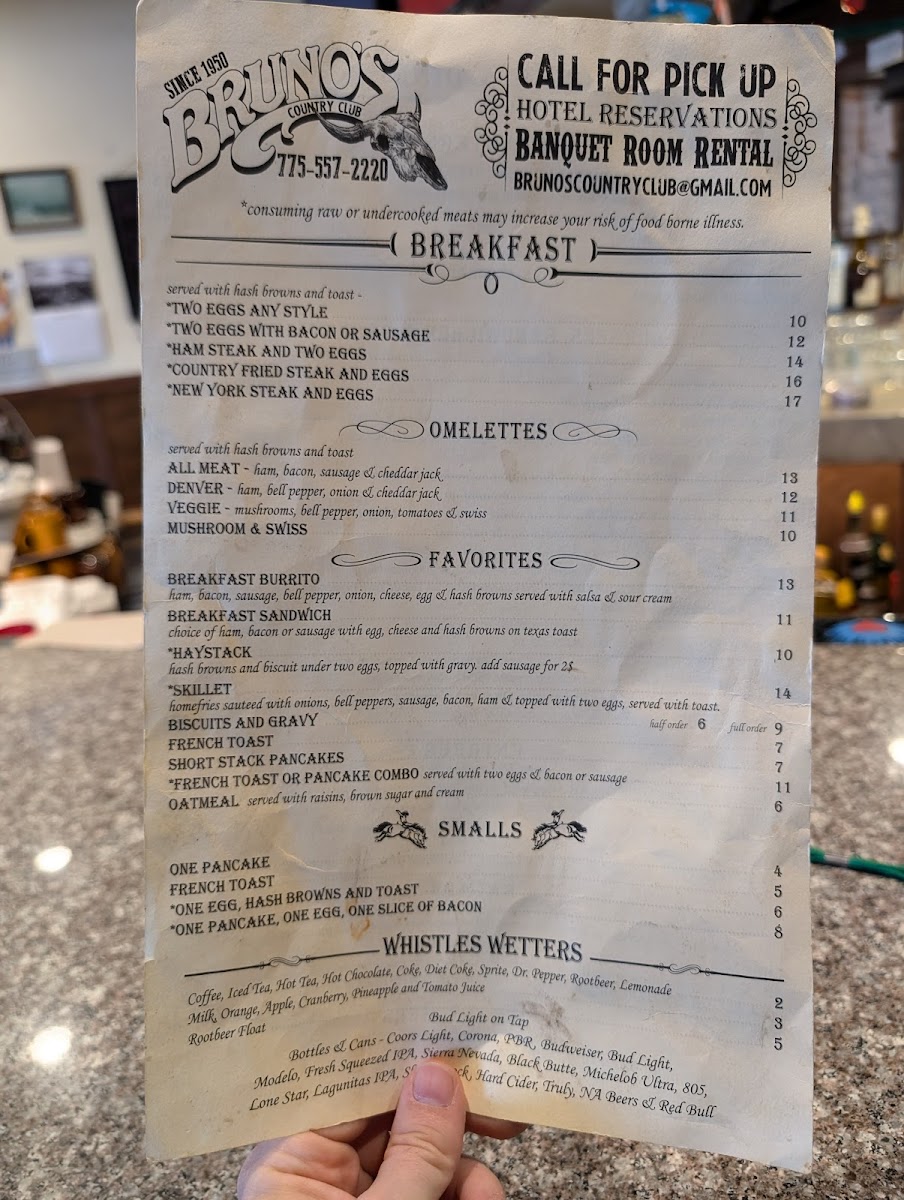 SINCE 1950
BRUNO'S
COUNTRY CLUB
775-557-2220
CALL FOR PICK UP
HOTEL RESERVATIONS
BANQUET ROOM RENTAL
BRUNOSCOUNTRYCLUB@GMAIL.COM
*consuming raw or undercooked meats may increase your risk of food borne illness.
BREAKFAST
served with hash browns and toast -
*TWO EGGS ANY STYLE 10
*TWO EGGS WITH BACON OR SAUSAGE 12
*HAM STEAK AND TWO EGGS 14
*COUNTRY FRIED STEAK AND EGGS 16
*NEW YORK STEAK AND EGGS 17
OMELETTES
served with hash browns and toast
ALL MEAT - ham, bacon, sausage & cheddar jack 13
DENVER - ham, bell pepper, onion & cheddar jack 12
VEGGIE - mushrooms, bell pepper, onion, tomatoes & swiss 11
MUSHROOM & SWISS 10
FAVORITES
BREAKFAST BURRITO 13
ham, bacon, sausage, bell pepper, onion, cheese, egg & hash browns served with salsa & sour cream
BREAKFAST SANDWICH 11
choice of ham, bacon or sausage with egg, cheese and hash browns on texas toast
*HAYSTACK 10
hash browns and biscuit under two eggs, topped with gravy. add sausage for 2$
*SKILLET 14
homefries sauteed with onions, bell peppers, sausage, bacon, ham & topped with two eggs, served with toast.
BISCUITS AND GRAVY half order 6 full order 9
FRENCH TOAST 7
SHORT STACK PANCAKES 7
*FRENCH TOAST OR PANCAKE COMBO served with two eggs & bacon or sausage 11
OATMEAL served with raisins, brown sugar and cream 6
SMALLS
ONE PANCAKE 4
FRENCH TOAST 5
*ONE EGG, HASH BROWNS AND TOAST 6
*ONE PANCAKE, ONE EGG, ONE SLICE OF BACON 8
WHISTLES WETTERS
Coffee, Iced Tea, Hot Tea, Hot Chocolate, Coke, Diet Coke, Sprite, Dr. Pepper, Rootbeer, Lemonade 2
Milk, Orange, Apple, Cranberry, Pineapple and Tomato Juice 3
Rootbeer Float 5
Bud Light on Tap
Bottles & Cans - Coors Light, Corona, PBR, Budweiser, Bud Light,
Modelo, Fresh Squeezed IPA, Sierra Nevada, Black Butte, Michelob Ultra, 805,
Lone Star, Lagunitas IPA, Hard Cider, Truly, NA Beers & Red Bull